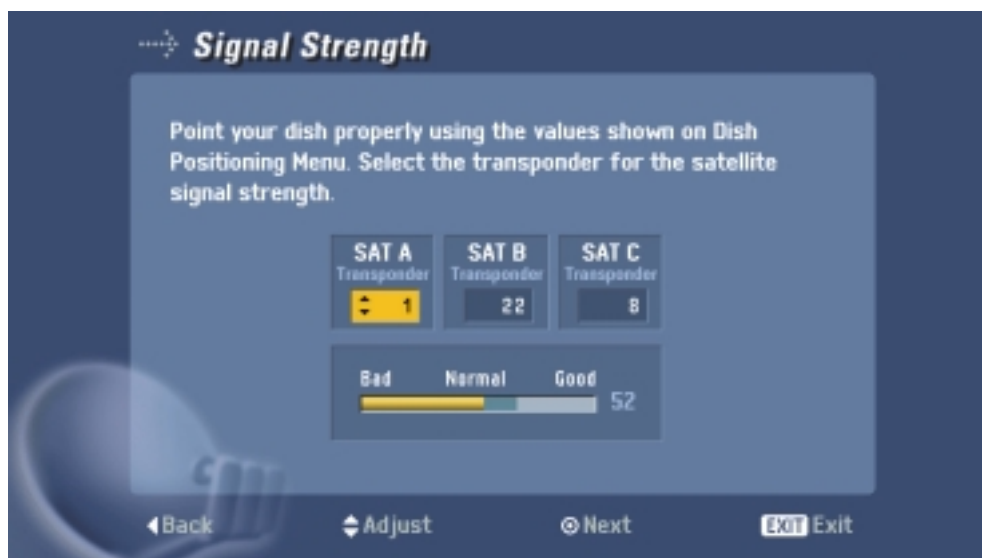 Signal Strength
Point your dish properly using the values shown on Dish
Positioning Menu. Select the transponder for the satellite
signal strength.
SAT A SAT B SAT C
Transponder Transponder Transponder
1 22 8
Bad Normal Good
52
Back Adjust Next EXIT Exit